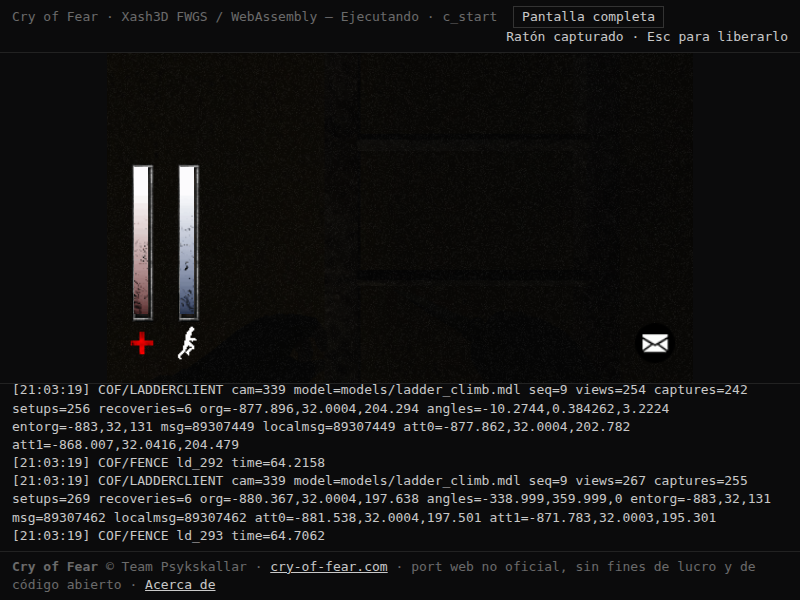 Cry of Fear · Xash3D FWGS / WebAssembly — Ejecutando · c_start
Pantalla completa
Ratón capturado · Esc para liberarlo
[21:03:19] COF/LADDERCLIENT cam=339 model=models/ladder_climb.mdl seq=9 views=254 captures=242
setups=256 recoveries=6 org=-877.896,32.0004,204.294 angles=-10.2744,0.384262,3.2224
entorg=-883,32,131 msg=89307449 localmsg=89307449 att0=-877.862,32.0004,202.782
att1=-868.007,32.0416,204.479
[21:03:19] COF/FENCE ld_292 time=64.2158
[21:03:19] COF/LADDERCLIENT cam=339 model=models/ladder_climb.mdl seq=9 views=267 captures=255
setups=269 recoveries=6 org=-880.367,32.0004,197.638 angles=-338.999,359.999,0 entorg=-883,32,131
msg=89307462 localmsg=89307462 att0=-881.538,32.0004,197.501 att1=-871.783,32.0003,195.301
[21:03:19] COF/FENCE ld_293 time=64.7062
Cry of Fear © Team Psykskallar · cry-of-fear.com · port web no oficial, sin fines de lucro y de
código abierto · Acerca de